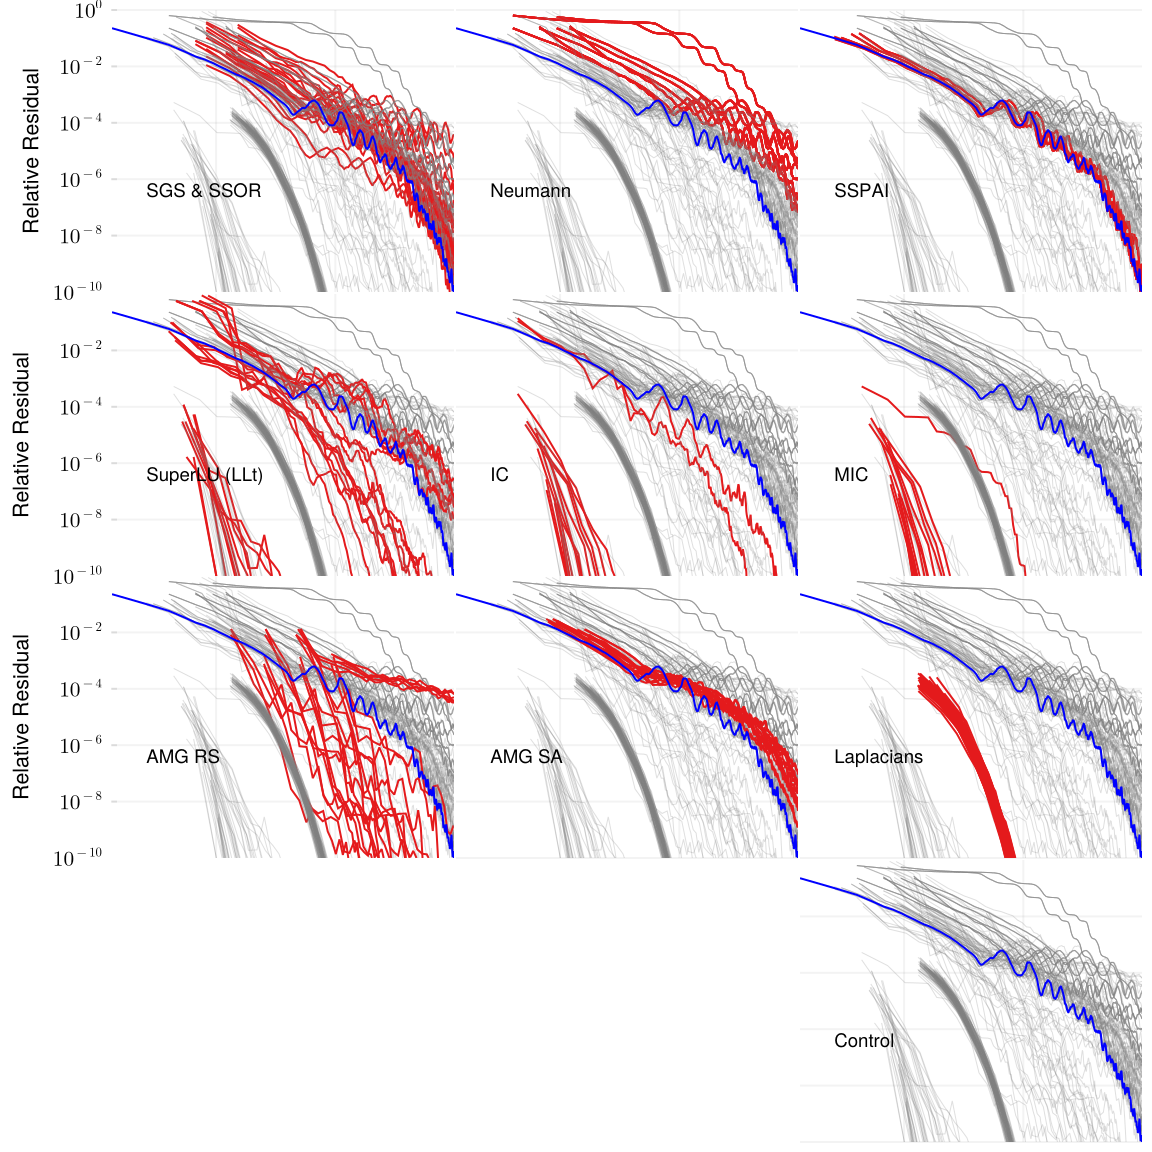 10^0
10^-2
10^-4
10^-6
10^-8
10^-10
Relative Residual
SGS & SSOR
Neumann
SSPAI
10^-2
10^-4
10^-6
10^-8
10^-10
Relative Residual
SuperLU (LLt)
IC
MIC
10^-2
10^-4
10^-6
10^-8
10^-10
Relative Residual
AMG RS
AMG SA
Laplacians
Control